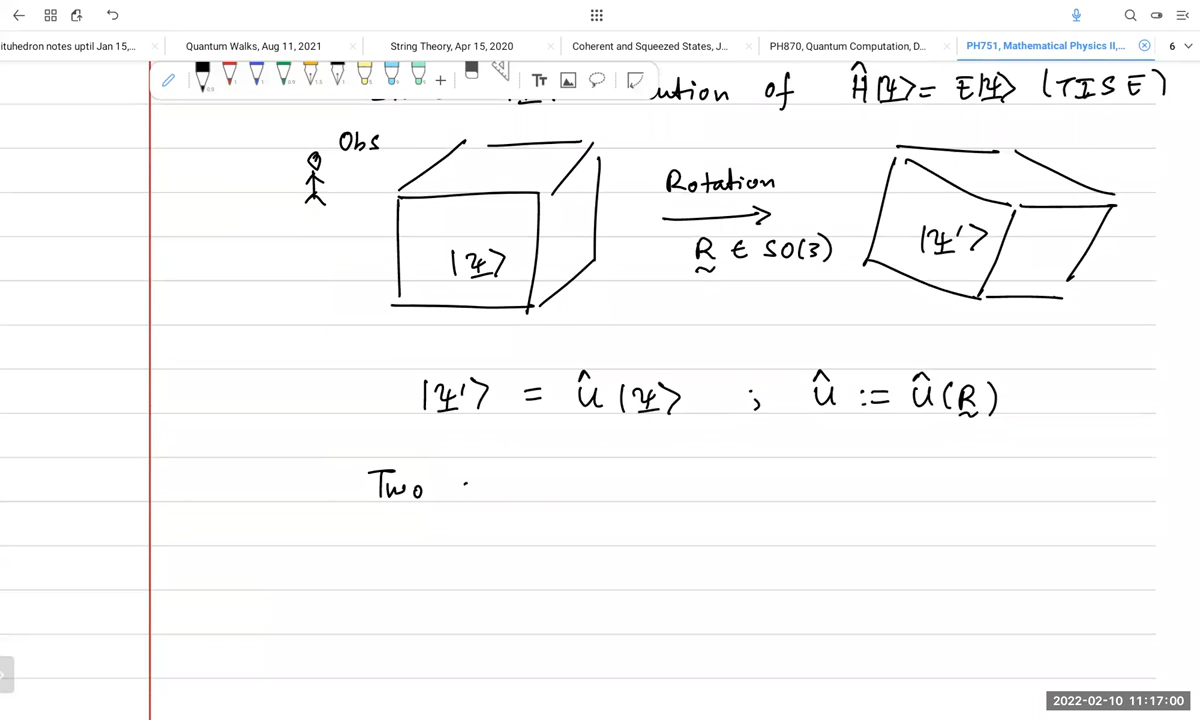 ituhedron notes uptil Jan 15,... Quantum Walks, Aug 11, 2021 String Theory, Apr 15, 2020 Coherent and Squeezed States, J... PH870, Quantum Computation, D... PH751, Mathematical Physics II,... 6
Tт
ution of Ĥ|Ψ> = E|Ψ> (TISE)
Obs
Rotation
R ∈ SO(3)
|Ψ>
|Ψ'>
|Ψ'> = Û |Ψ> ; Û := Û(R)
Two
2022-02-10 11:17:00